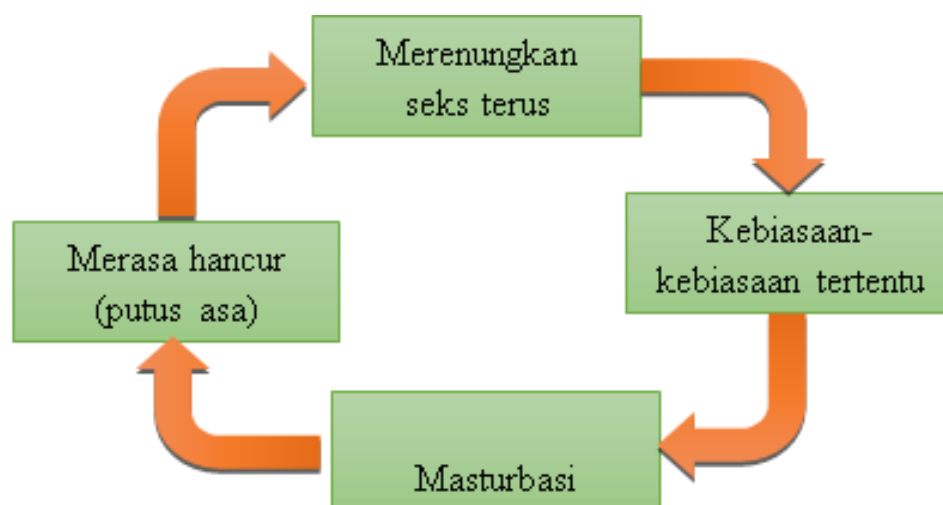 Merenungkan
seks terus
Kebiasaan-
kebiasaan tertentu
Masturbasi
Merasa hancur
(putus asa)